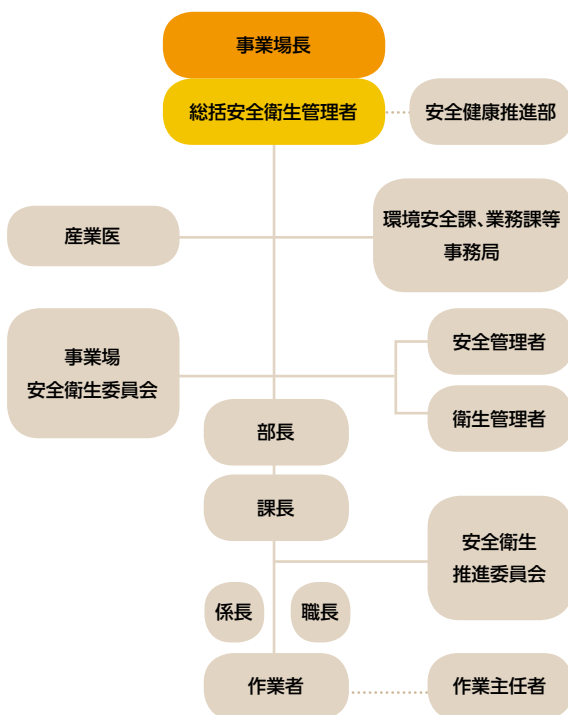 事業場長
総括安全衛生管理者
安全健康推進部
産業医
環境安全課、業務課等
事務局
事業場
安全衛生委員会
安全管理者
衛生管理者
部長
課長
安全衛生
推進委員会
係長
職長
作業者
作業主任者